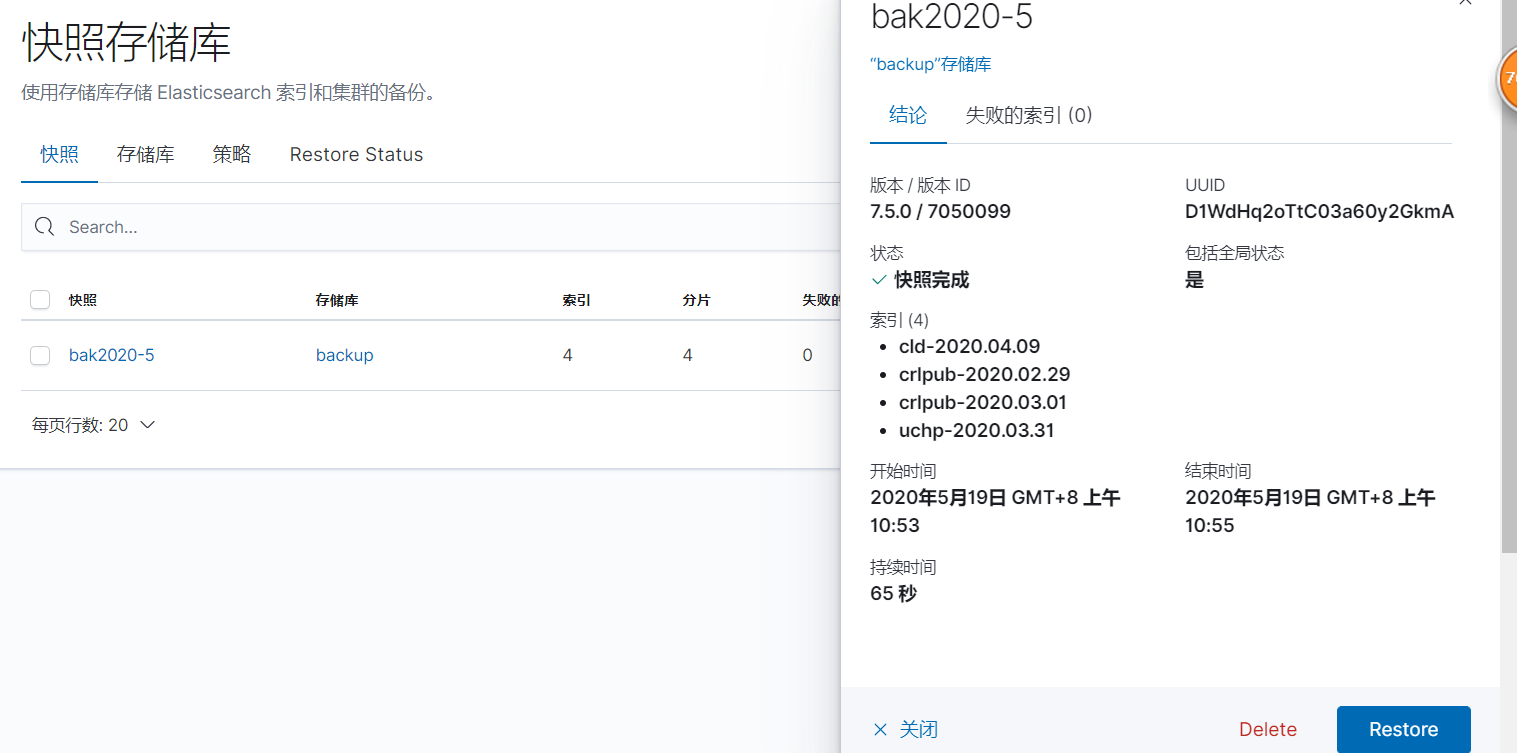 快照存储库
使用存储库存储 Elasticsearch 索引和集群的备份。
快照 存储库 策略 Restore Status
Search...
快照 存储库 索引 分片 失败的
bak2020-5 backup 4 4 0
每页行数: 20
bak2020-5
“backup”存储库
结论 失败的索引 (0)
版本 / 版本 ID UUID
7.5.0 / 7050099 D1WdHq2oTtC03a60y2GkmA
状态 包括全局状态
快照完成 是
索引 (4)
cld-2020.04.09
crlpub-2020.02.29
crlpub-2020.03.01
uchp-2020.03.31
开始时间 结束时间
2020年5月19日 GMT+8 上午 2020年5月19日 GMT+8 上午
10:53 10:55
持续时间
65 秒
关闭 Delete Restore